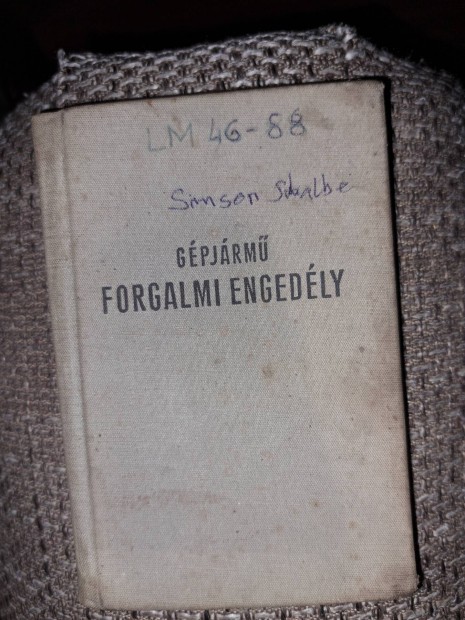 LM 46-88
Simson Schwalbe
GÉPJÁRMŰ
FORGALMI ENGEDÉLY